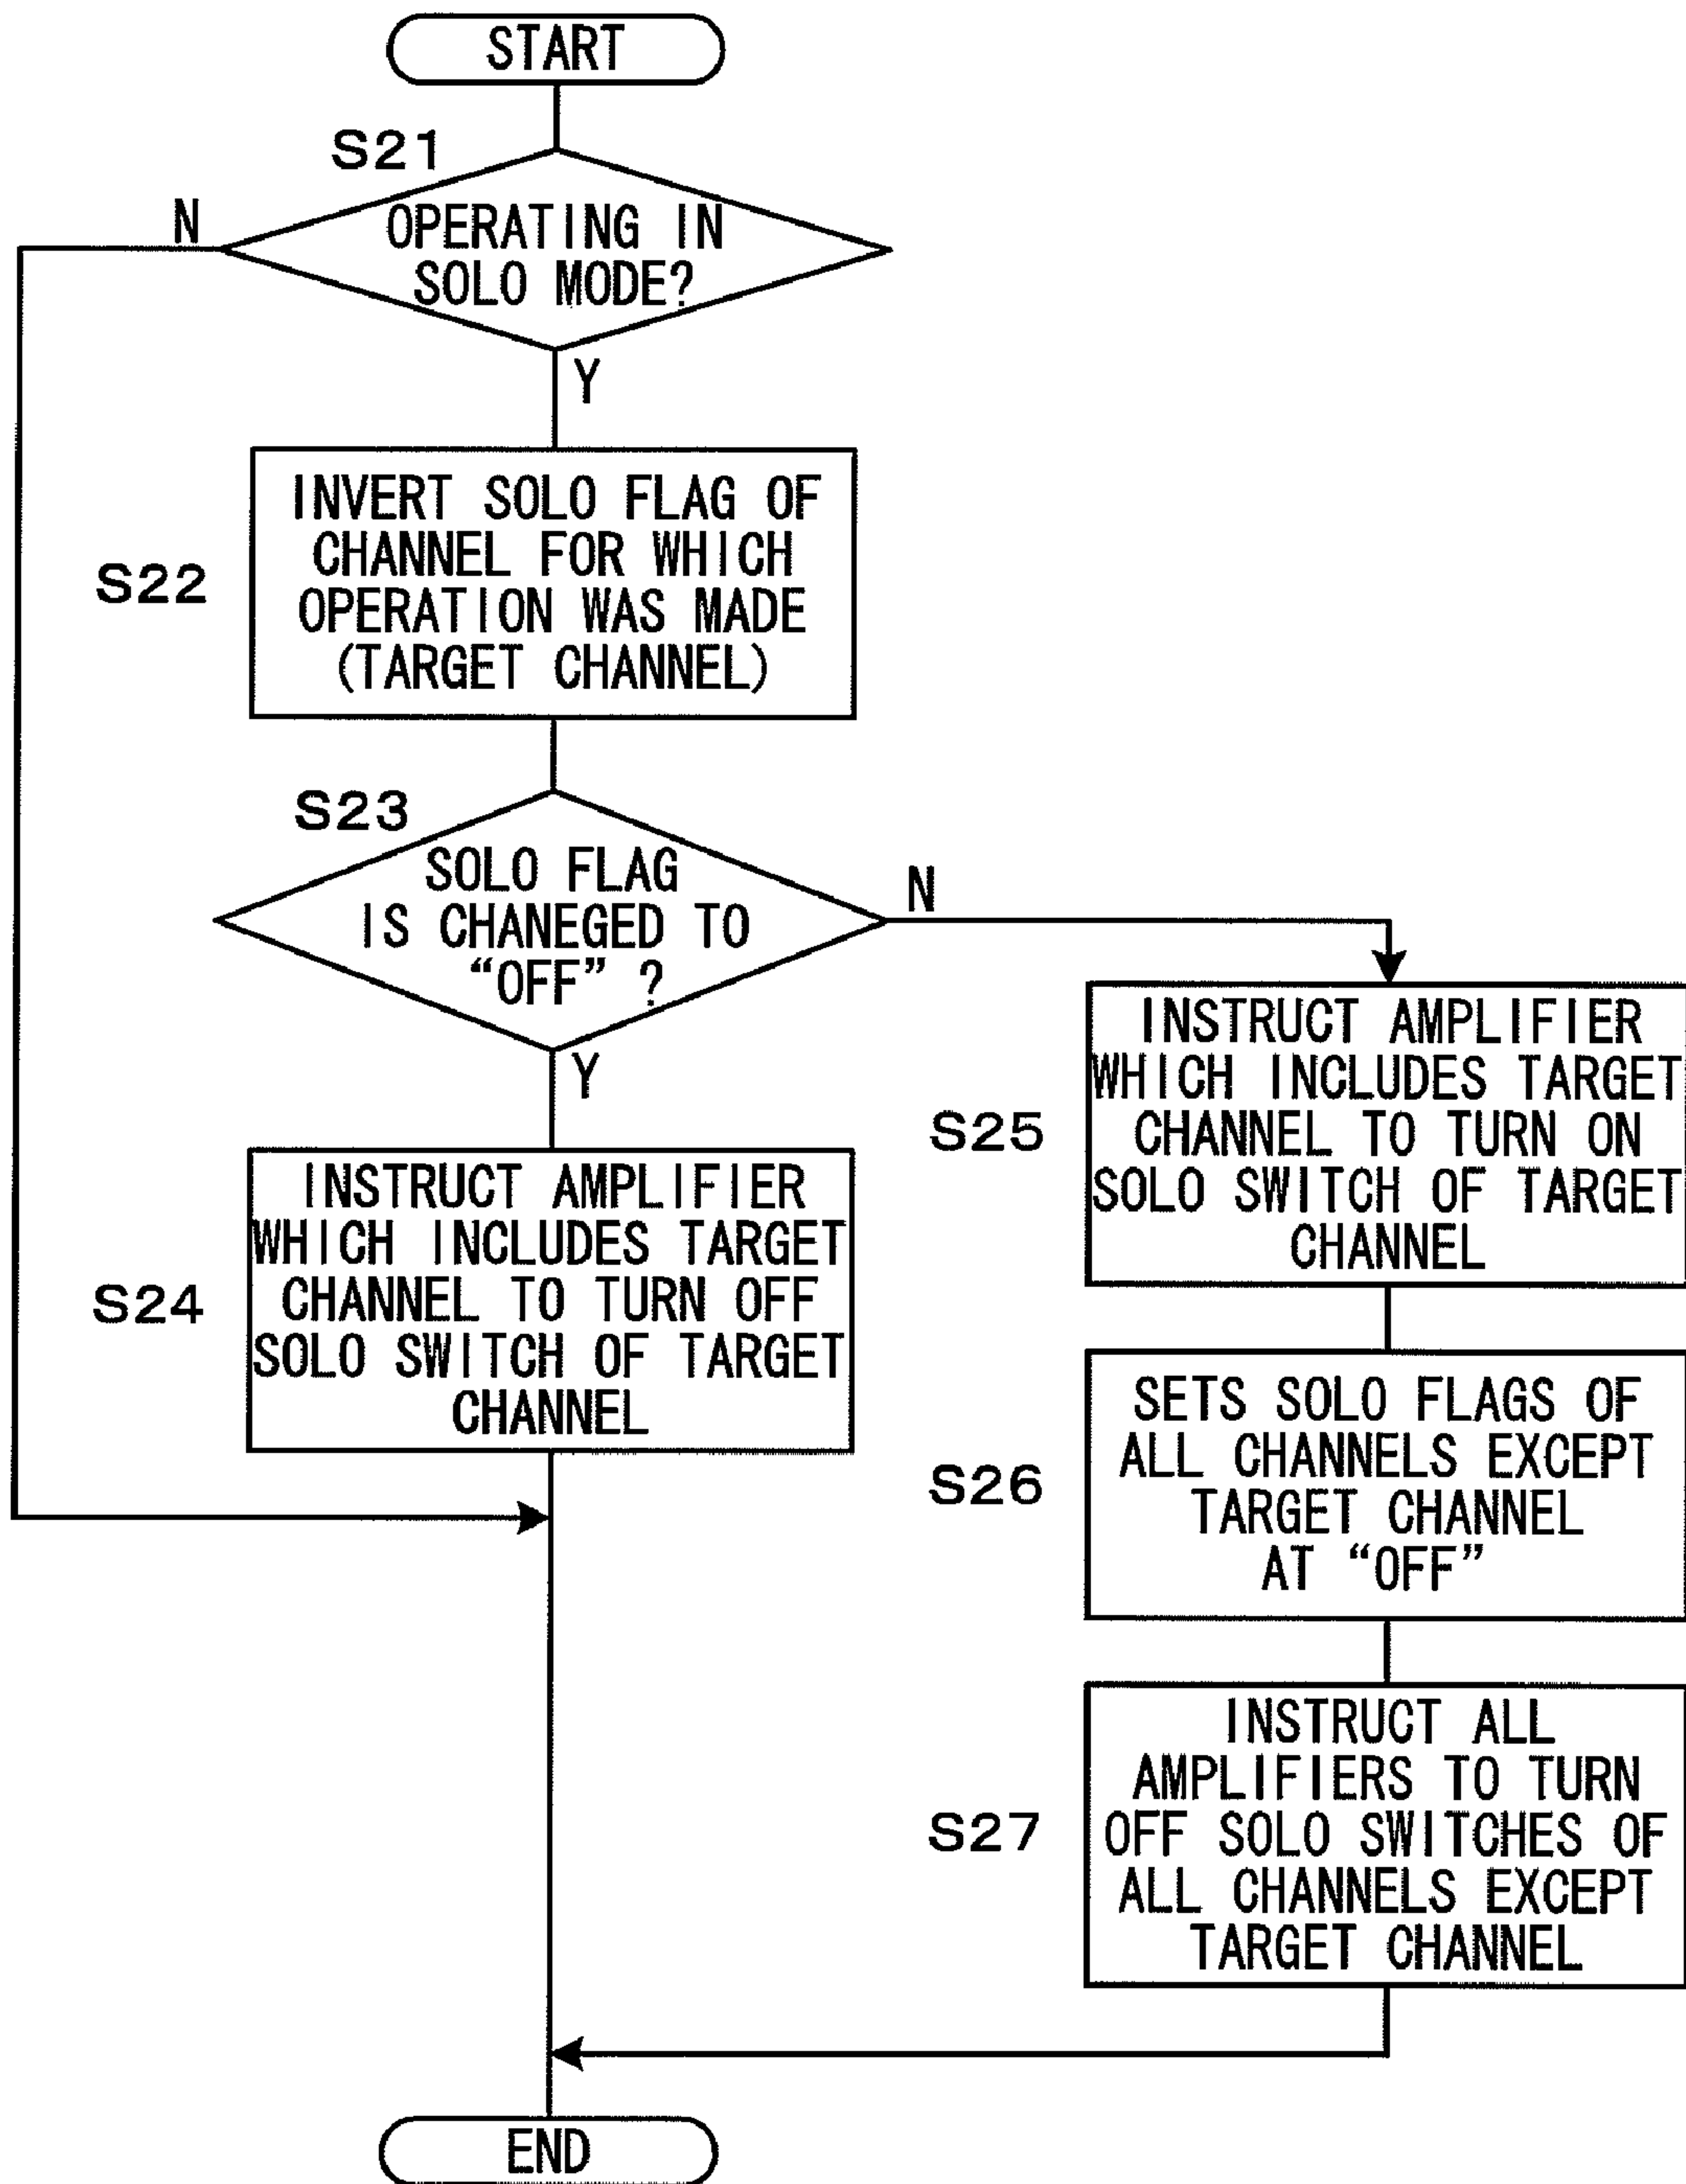 START
S21
N
OPERATING IN
SOLO MODE?
Y
S22
INVERT SOLO FLAG OF
CHANNEL FOR WHICH
OPERATION WAS MADE
(TARGET CHANNEL)
S23
SOLO FLAG
IS CHANEGED TO
“OFF” ?
N
Y
S24
INSTRUCT AMPLIFIER
WHICH INCLUDES TARGET
CHANNEL TO TURN OFF
SOLO SWITCH OF TARGET
CHANNEL
S25
INSTRUCT AMPLIFIER
WHICH INCLUDES TARGET
CHANNEL TO TURN ON
SOLO SWITCH OF TARGET
CHANNEL
S26
SETS SOLO FLAGS OF
ALL CHANNELS EXCEPT
TARGET CHANNEL
AT “OFF”
S27
INSTRUCT ALL
AMPLIFIERS TO TURN
OFF SOLO SWITCHES OF
ALL CHANNELS EXCEPT
TARGET CHANNEL
END